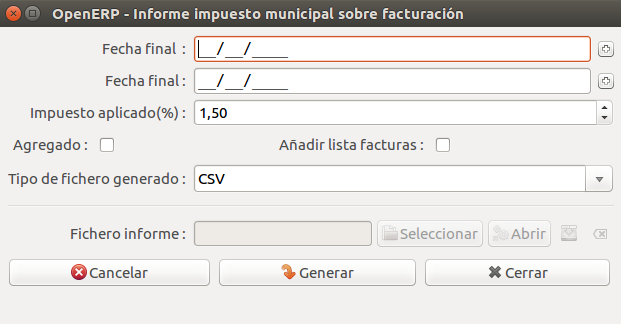 OpenERP - Informe impuesto municipal sobre facturación
Fecha final : __/__/____
Fecha final : __/__/____
Impuesto aplicado(%) : 1,50
Agregado : Añadir lista facturas :
Tipo de fichero generado : CSV
Fichero informe : Seleccionar Abrir
Cancelar Generar Cerrar